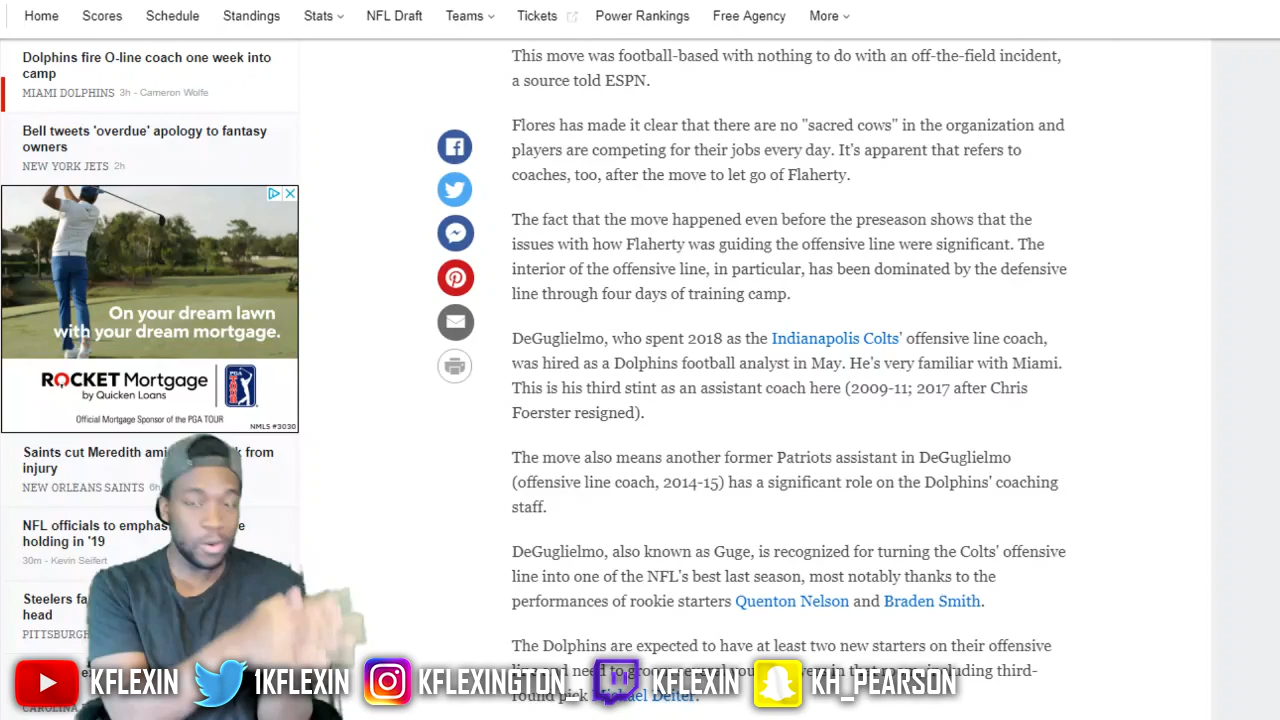 Home Scores Schedule Standings Stats NFL Draft Teams Tickets Power Rankings Free Agency More
Dolphins fire O-line coach one week into
camp
MIAMI DOLPHINS 3h - Cameron Wolfe
Bell tweets 'overdue' apology to fantasy
owners
NEW YORK JETS 2h
On your dream lawn
with your dream mortgage.
ROCKET Mortgage
by Quicken Loans
PGA TOUR
Official Mortgage Sponsor of the PGA TOUR
NMLS #3030
Saints cut Meredith from
injury
NEW ORLEANS SAINTS
NFL officials to
holding in '19
30m - Kevin Seifert
Steelers
head
This move was football-based with nothing to do with an off-the-field incident,
a source told ESPN.
Flores has made it clear that there are no "sacred cows" in the organization and
players are competing for their jobs every day. It's apparent that refers to
coaches, too, after the move to let go of Flaherty.
The fact that the move happened even before the preseason shows that the
issues with how Flaherty was guiding the offensive line were significant. The
interior of the offensive line, in particular, has been dominated by the defensive
line through four days of training camp.
DeGuglielmo, who spent 2018 as the Indianapolis Colts' offensive line coach,
was hired as a Dolphins football analyst in May. He's very familiar with Miami.
This is his third stint as an assistant coach here (2009-11; 2017 after Chris
Foerster resigned).
The move also means another former Patriots assistant in DeGuglielmo
(offensive line coach, 2014-15) has a significant role on the Dolphins' coaching
staff.
DeGuglielmo, also known as Guge, is recognized for turning the Colts' offensive
line into one of the NFL's best last season, most notably thanks to the
performances of rookie starters Quenton Nelson and Braden Smith.
The Dolphins are expected to have at least two new starters on their offensive
line and need to groom including third-
round pick Michael Deiter.
KFLEXIN 1KFLEXIN KFLEXINGTON_ KFLEXIN KH_PEARSON